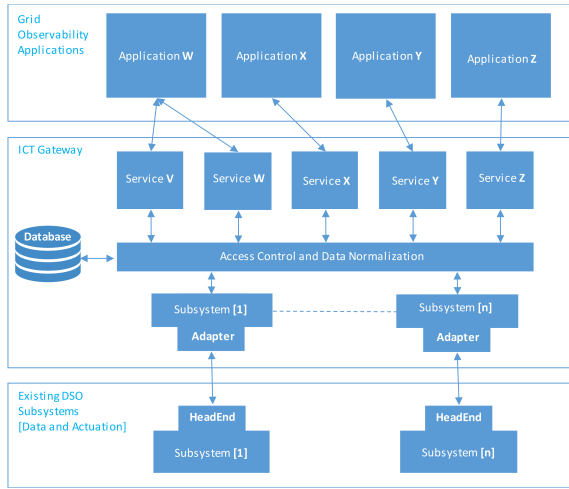 Grid
Observability
Applications
Application W
Application X
Application Y
Application Z
ICT Gateway
Service V
Service W
Service X
Service Y
Service Z
Database
Access Control and Data Normalization
Subsystem [1]
Adapter
Subsystem [n]
Adapter
Existing DSO
Subsystems
[Data and Actuation]
HeadEnd
Subsystem [1]
HeadEnd
Subsystem [n]